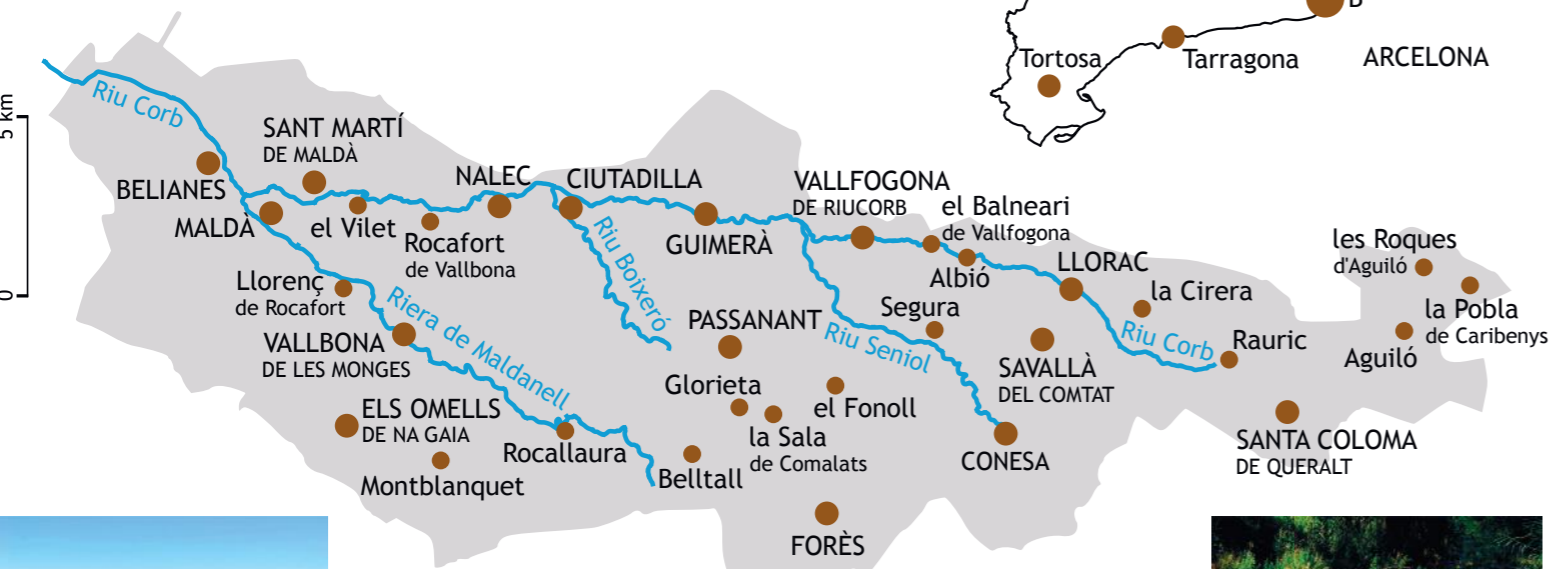 B
ARCELONA
Tortosa
Tarragona
5 km
0
Riu Corb
SANT MARTÍ
DE MALDÀ
BELIANES
MALDÀ
el Vilet
Rocafort
de Vallbona
NALEC
CIUTADILLA
GUIMERÀ
VALLFOGONA
DE RIUCORB
el Balneari
de Vallfogona
Albió
LLORAC
la Cirera
les Roques
d'Aguiló
la Pobla
de Caribenys
Aguiló
Rauric
Riu Corb
Llorenç
de Rocafort
Riera de Maldanell
Riu Boixeró
VALLBONA
DE LES MONGES
PASSANANT
Segura
Riu Seniol
SAVALLÀ
DEL COMTAT
Glorieta
el Fonoll
la Sala
de Comalats
ELS OMELLS
DE NA GAIA
Montblanquet
Rocallaura
Belltall
CONESA
SANTA COLOMA
DE QUERALT
FORÈS